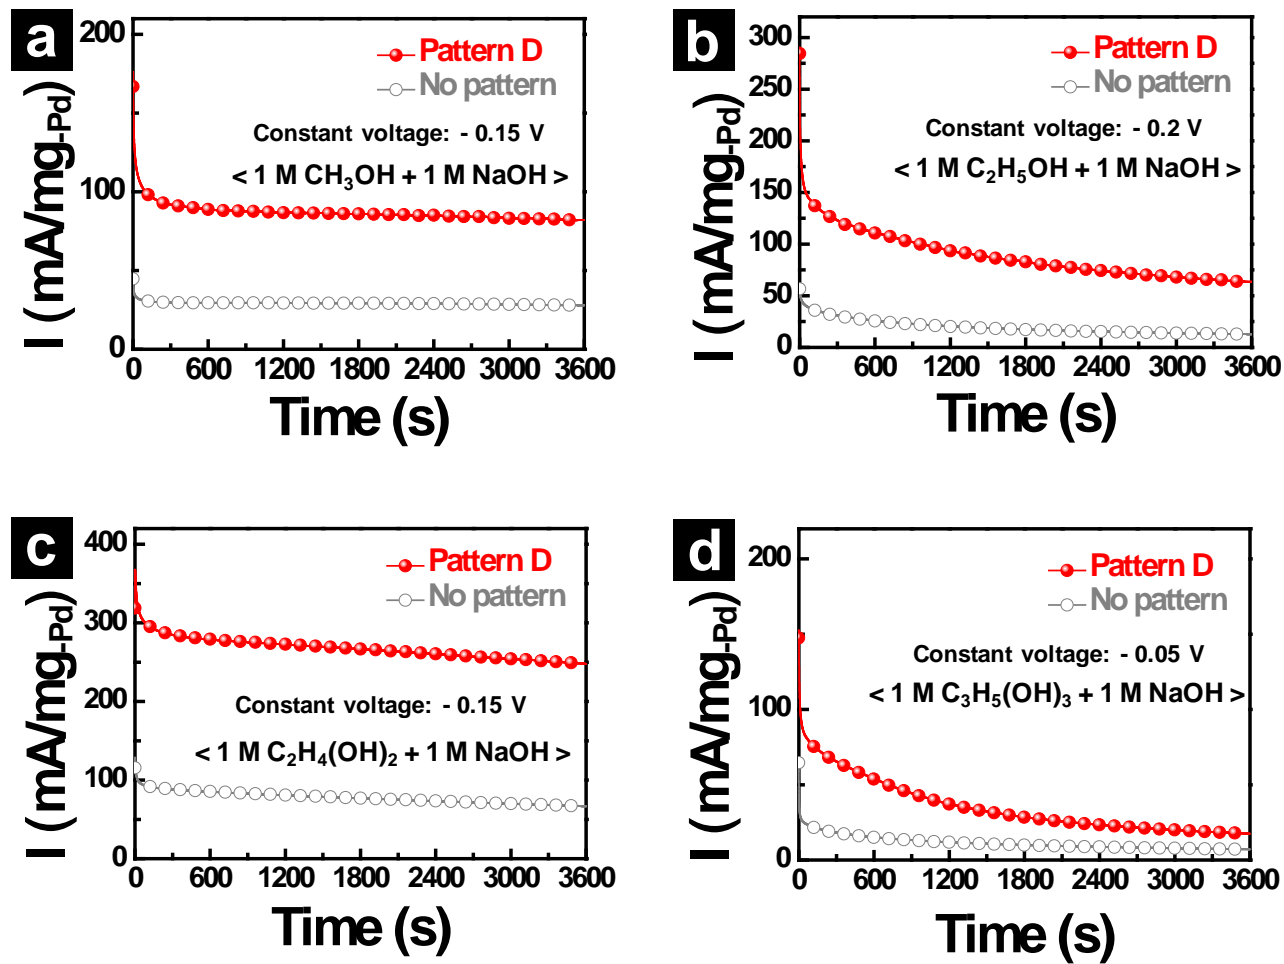 a
200
100
0
I (mA/mg-Pd)
Pattern D
No pattern
Constant voltage: - 0.15 V
< 1 M CH₃OH + 1 M NaOH >
0 600 1200 1800 2400 3000 3600
Time (s)
b
300
250
200
150
100
50
0
I (mA/mg-Pd)
Pattern D
No pattern
Constant voltage: - 0.2 V
< 1 M C₂H₅OH + 1 M NaOH >
0 600 1200 1800 2400 3000 3600
Time (s)
c
400
300
200
100
0
I (mA/mg-Pd)
Pattern D
No pattern
Constant voltage: - 0.15 V
< 1 M C₂H₄(OH)₂ + 1 M NaOH >
0 600 1200 1800 2400 3000 3600
Time (s)
d
200
100
0
I (mA/mg-Pd)
Pattern D
No pattern
Constant voltage: - 0.05 V
< 1 M C₃H₅(OH)₃ + 1 M NaOH >
0 600 1200 1800 2400 3000 3600
Time (s)